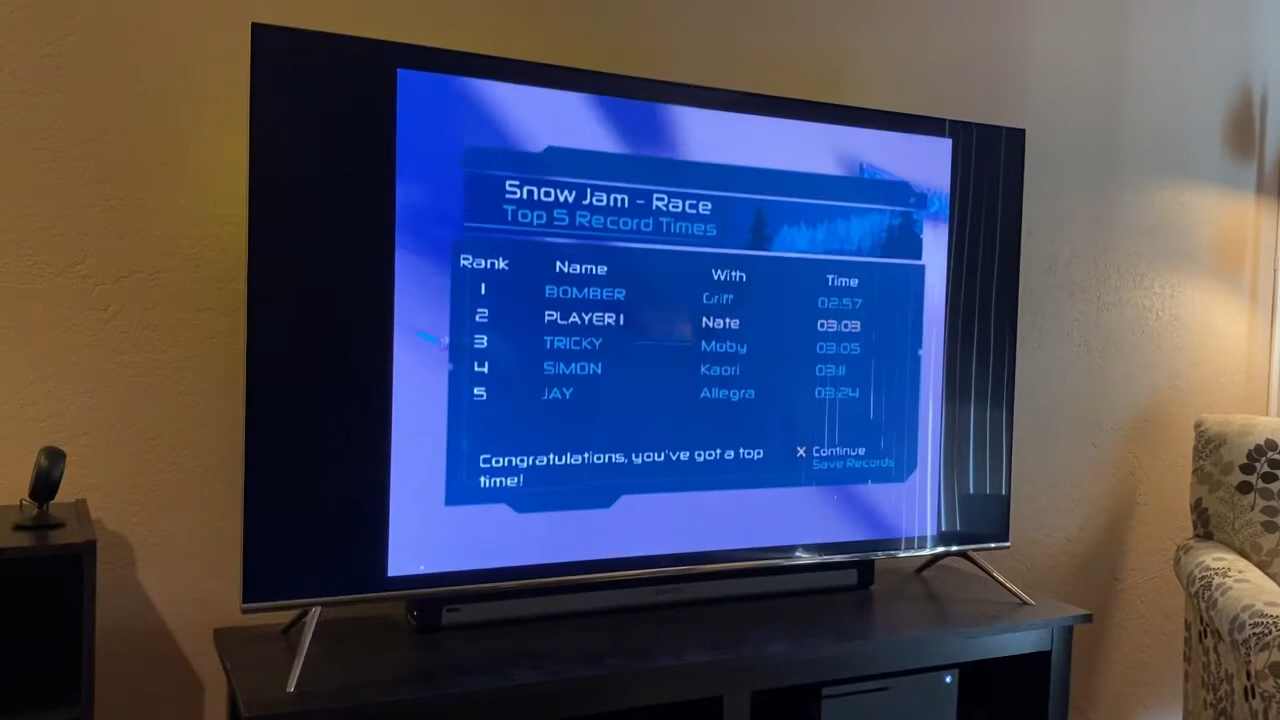 Snow Jam - Race
Top 5 Record Times
Rank Name With Time
1 BOMBER Griff 02:57
2 PLAYER1 Nate 03:03
3 TRICKY Moby 03:05
4 SIMON Kaori 03:11
5 JAY Allegra 03:24
Congratulations, you've got a top
time!
X Continue
Save Records